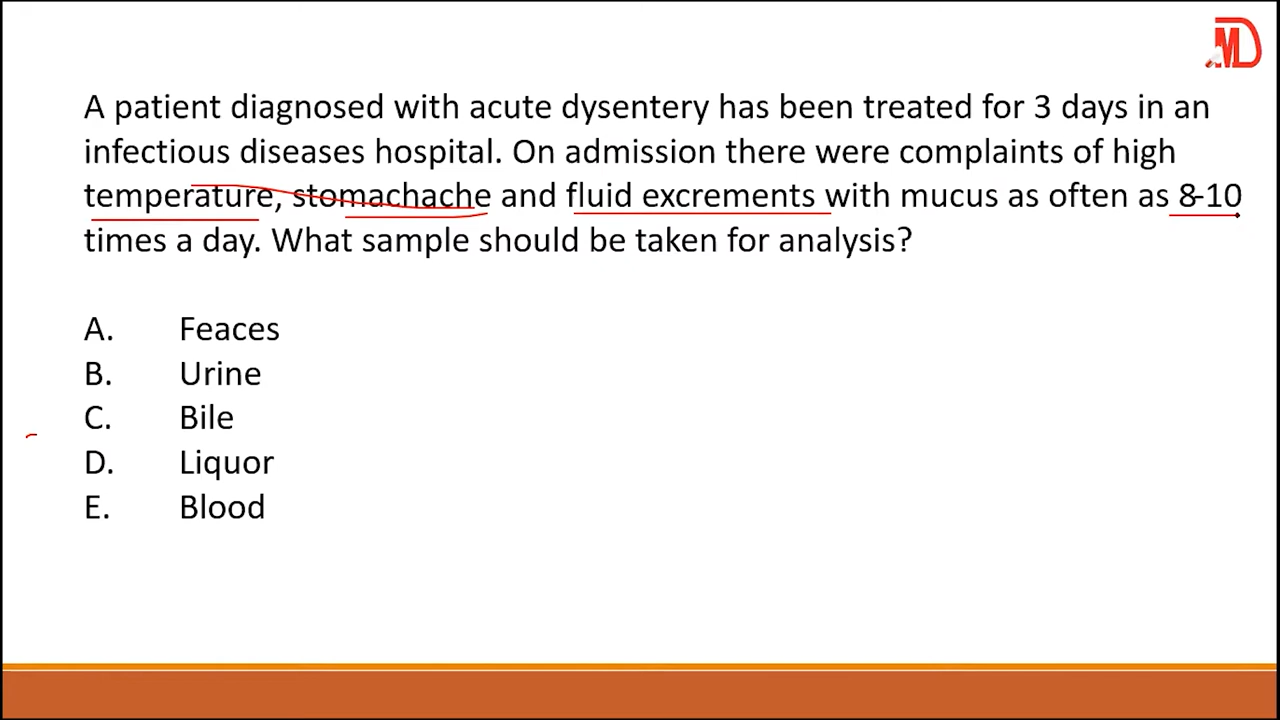 MD
A patient diagnosed with acute dysentery has been treated for 3 days in an
infectious diseases hospital. On admission there were complaints of high
temperature, stomachache and fluid excrements with mucus as often as 8-10
times a day. What sample should be taken for analysis?
A. Feaces
B. Urine
C. Bile
D. Liquor
E. Blood